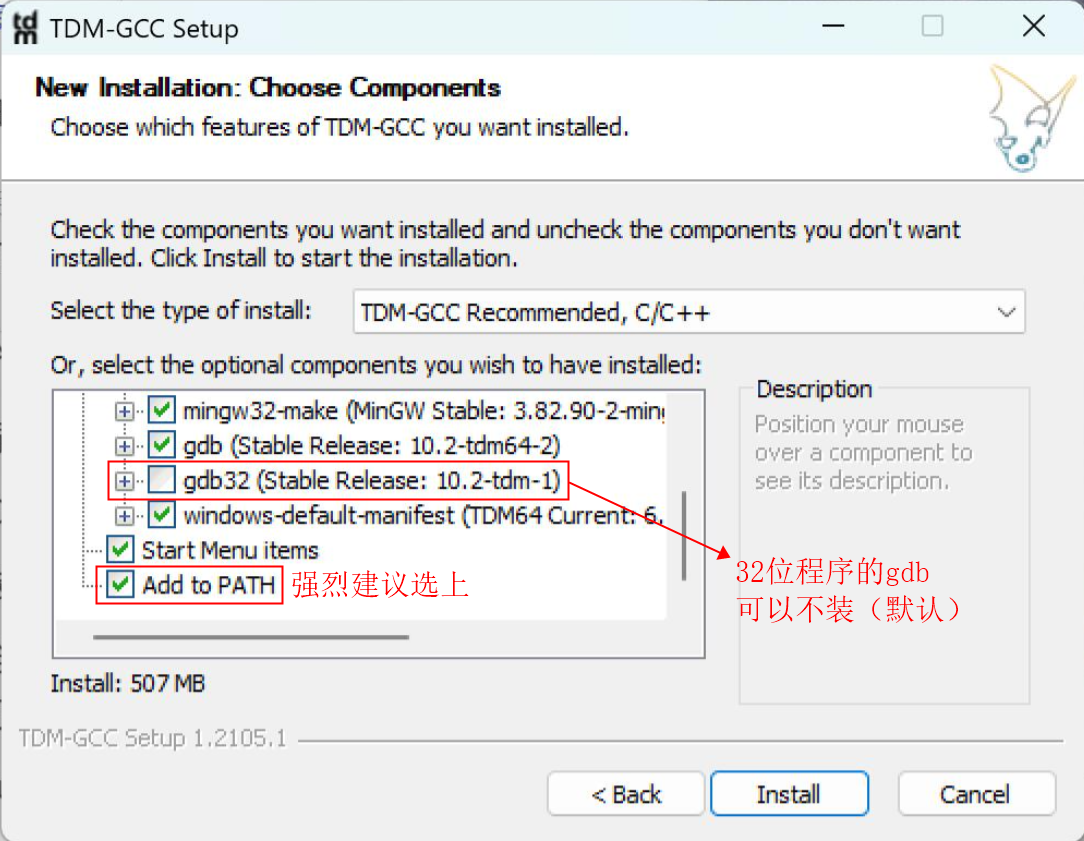 tdm TDM-GCC Setup
New Installation: Choose Components
Choose which features of TDM-GCC you want installed.
Check the components you want installed and uncheck the components you don't want
installed. Click Install to start the installation.
Select the type of install: TDM-GCC Recommended, C/C++
Or, select the optional components you wish to have installed:
mingw32-make (MinGW Stable: 3.82.90-2-ming
gdb (Stable Release: 10.2-tdm64-2)
gdb32 (Stable Release: 10.2-tdm-1)
windows-default-manifest (TDM64 Current: 6.
Start Menu items
Add to PATH 强烈建议选上
Description
Position your mouse
over a component to
see its description.
32位程序的gdb
可以不装（默认）
Install: 507 MB
TDM-GCC Setup 1.2105.1
< Back Install Cancel